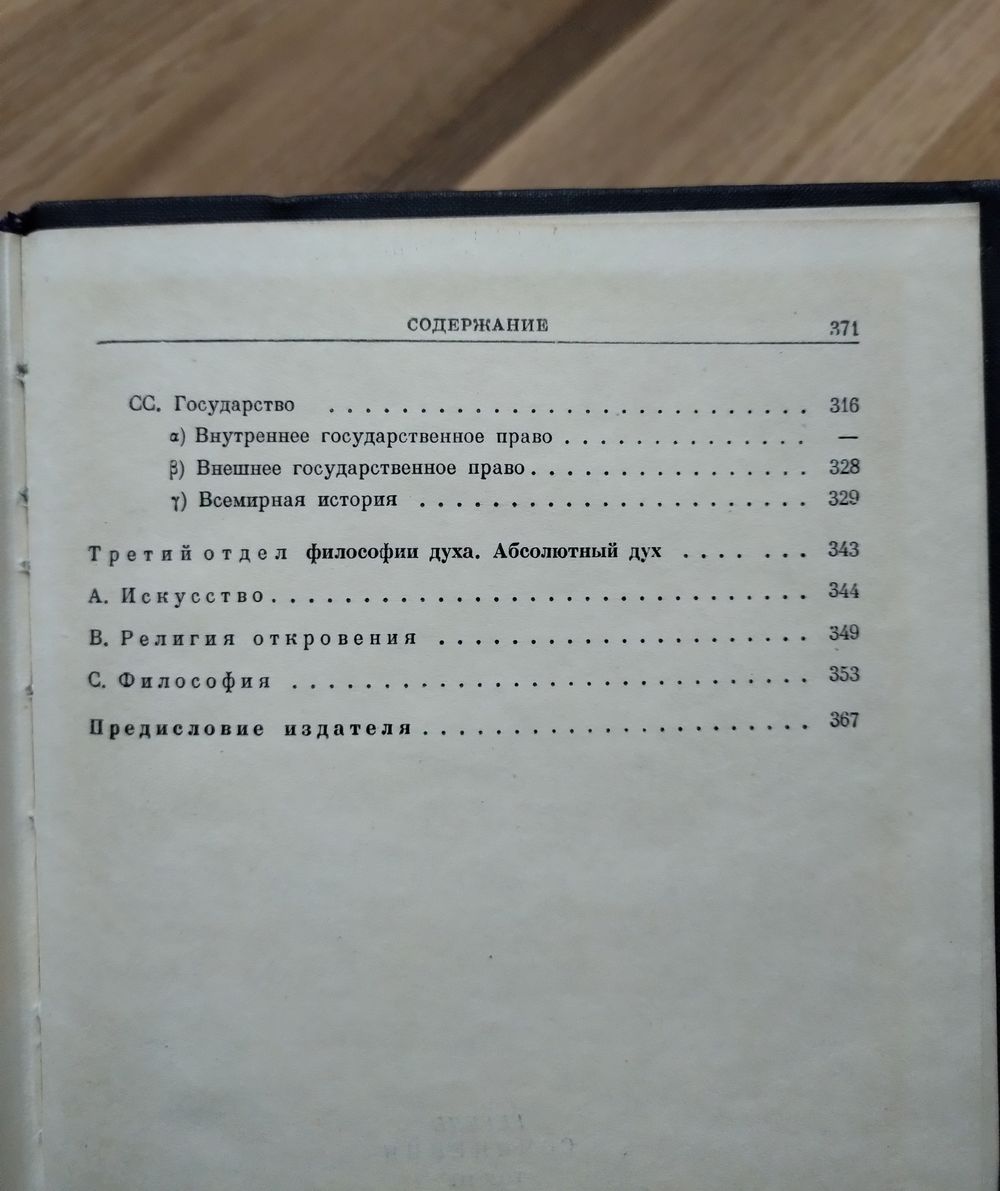 СОДЕРЖАНИЕ 371
СС. Государство . . . . . . . . . . . . . . . . . . . . . . . . . . . 316
α) Внутреннее государственное право . . . . . . . . . . . . . . —
β) Внешнее государственное право . . . . . . . . . . . . . . . . 328
γ) Всемирная история . . . . . . . . . . . . . . . . . . . . . . 329
Третий отдел философии духа. Абсолютный дух . . . . . . . 343
А. Искусство . . . . . . . . . . . . . . . . . . . . . . . . . . . . . . 344
В. Религия откровения . . . . . . . . . . . . . . . . . . . . . 349
С. Философия . . . . . . . . . . . . . . . . . . . . . . . . . . . . . 353
Предисловие издателя . . . . . . . . . . . . . . . . . . . . . . 367